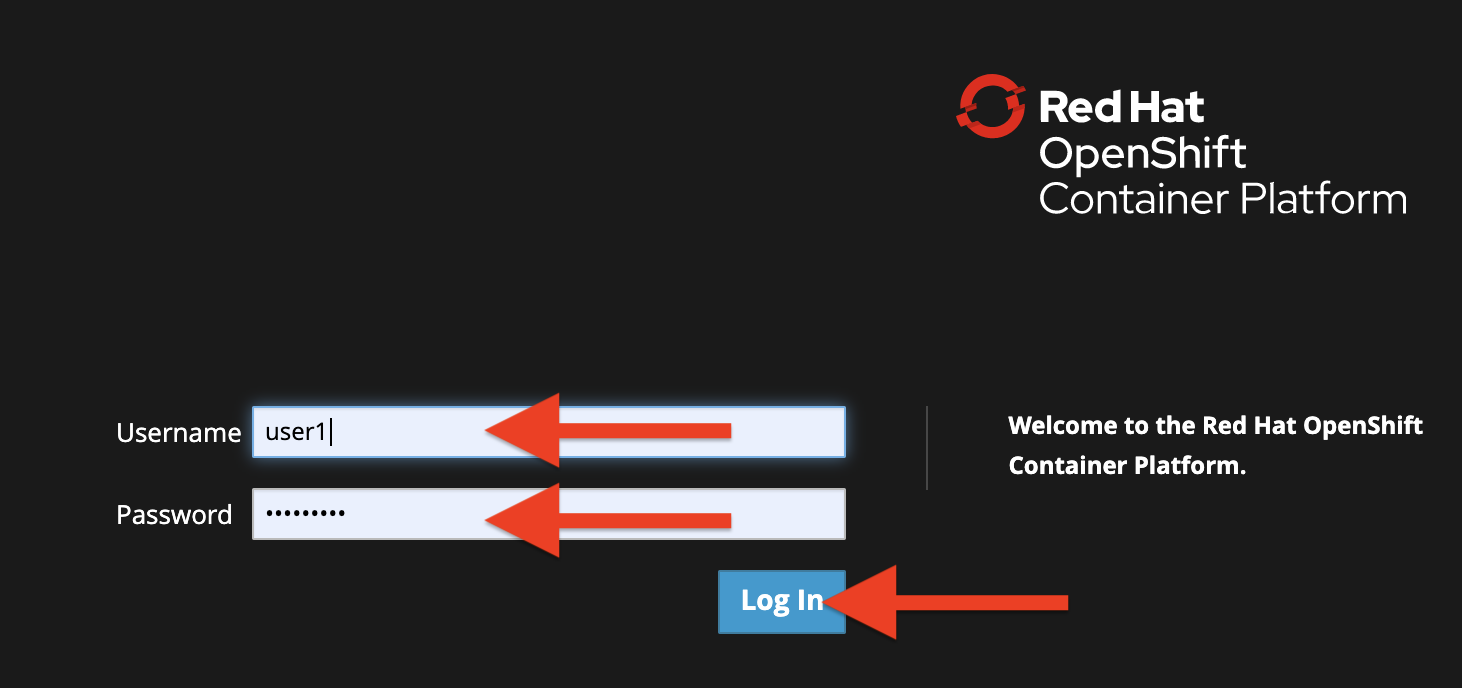 Red Hat
OpenShift
Container Platform
Username
user1
Password
•••••••••
Log In
Welcome to the Red Hat OpenShift
Container Platform.